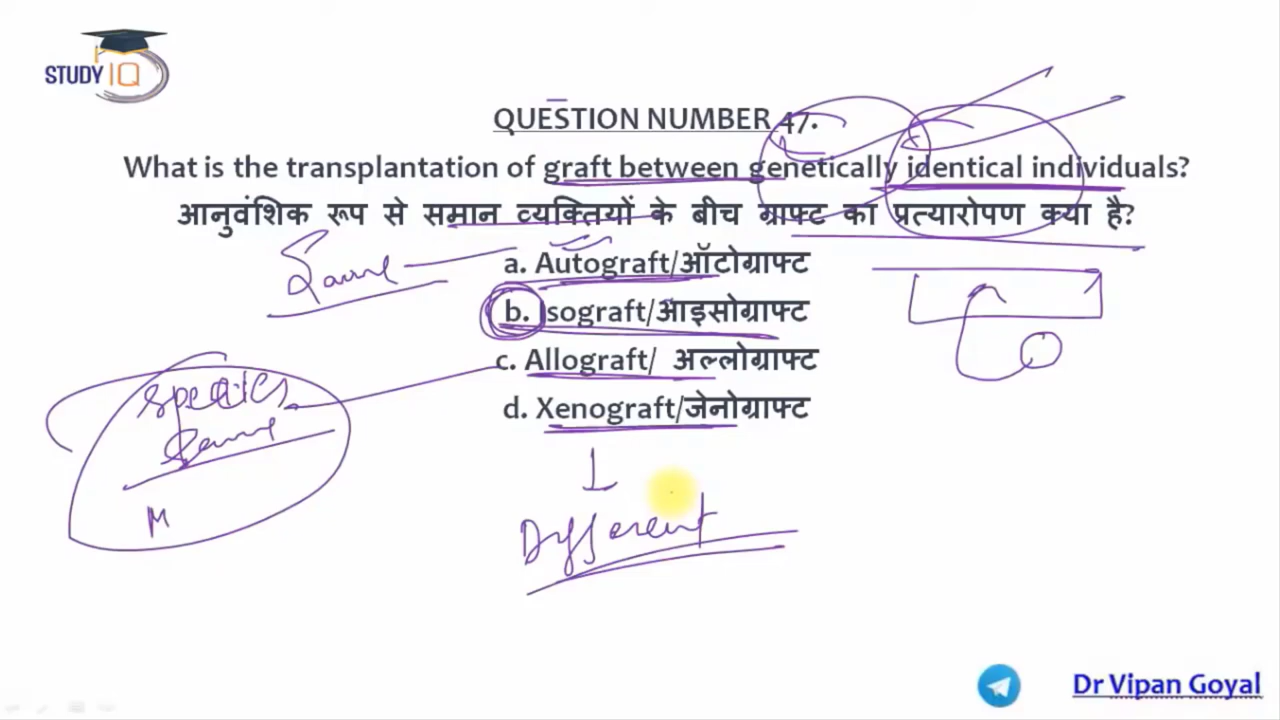 STUDY IQ
QUESTION NUMBER 47.
What is the transplantation of graft between genetically identical individuals?
आनुवंशिक रूप से समान व्यक्तियों के बीच ग्राफ्ट का प्रत्यारोपण क्या है?
Same
a. Autograft/ऑटोग्राफ्ट
b. Isograft/आइसोग्राफ्ट
c. Allograft/ अल्लोग्राफ्ट
d. Xenograft/जेनोग्राफ्ट
species
Same
M
Different
Dr Vipan Goyal